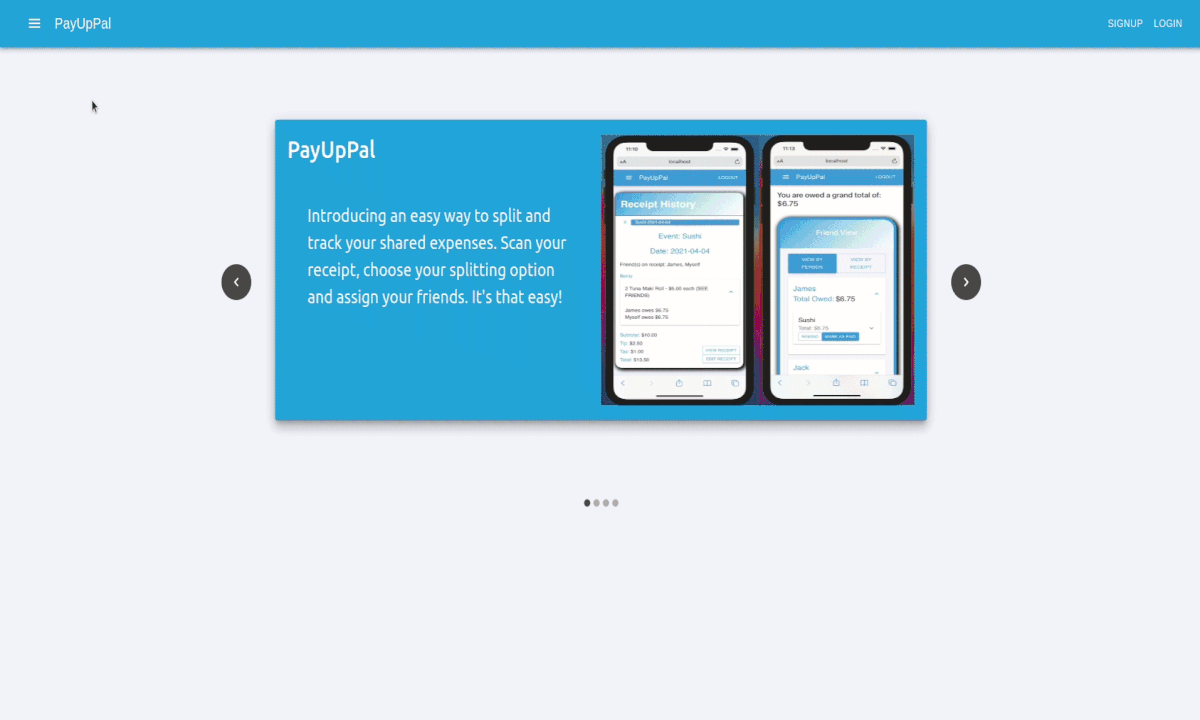 PayUpPal
SIGNUP LOGIN
PayUpPal
Introducing an easy way to split and
track your shared expenses. Scan your
receipt, choose your splitting option
and assign your friends. It's that easy!
11:10
AA localhost
PayUpPal LOGOUT
Receipt History
Sushi 2021-04-04
Event: Sushi
Date: 2021-04-04
Friend(s) on receipt: James, Myself
Items:
2 Tuna Maki Roll - $6.00 each (SEE
FRIENDS)
James owes $6.75
Myself owes $6.75
Subtotal: $10.00
Tip: $2.50
Tax: $1.00
Total: $13.50
VIEW RECEIPT
EDIT RECEIPT
11:13
AA localhost
PayUpPal LOGOUT
You are owed a grand total of:
$6.75
Friend View
VIEW BY
PERSON
VIEW BY
RECEIPT
James
Total Owed: $6.75
Sushi
Total: $6.75
REMIND MARK AS PAID
Jack